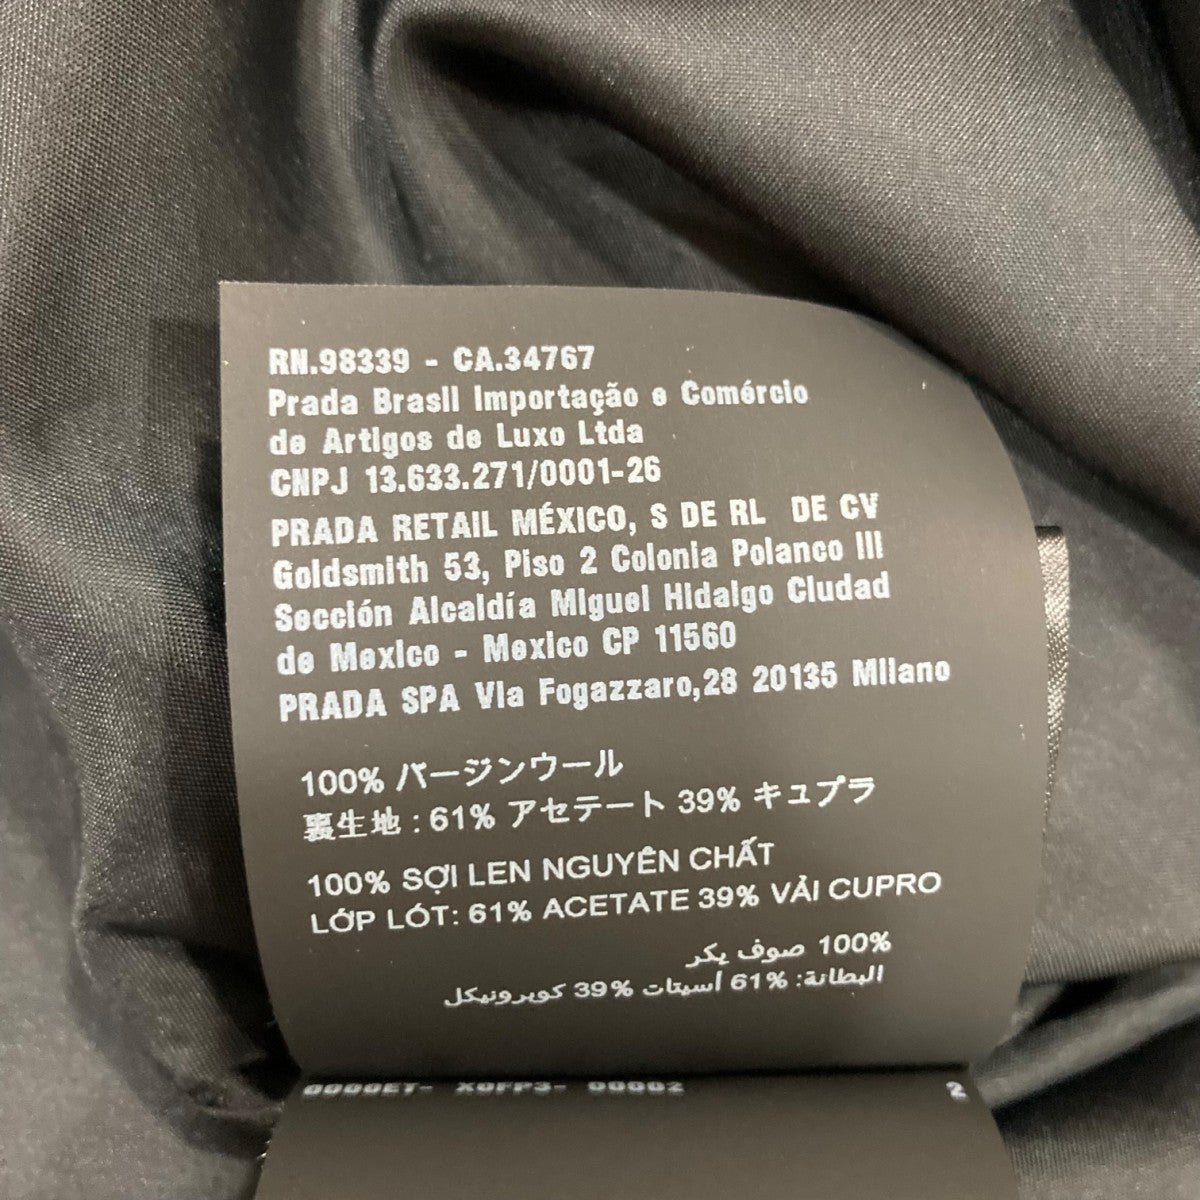 RN.98339 - CA.34767
Prada Brasil Importação e Comércio
de Artigos de Luxo Ltda
CNPJ 13.633.271/0001-26
PRADA RETAIL MÉXICO, S DE RL DE CV
Goldsmith 53, Piso 2 Colonia Polanco III
Sección Alcaldía Miguel Hidalgo Ciudad
de Mexico - Mexico CP 11560
PRADA SPA Via Fogazzaro,28 20135 Milano
100% バージンウール
裏生地 : 61% アセテート 39% キュプラ
100% SỢI LEN NGUYÊN CHẤT
LỚP LÓT: 61% ACETATE 39% VẢI CUPRO
100% صوف بكر
البطانة: 61% أسيتات 39% كوبرونيكل
2